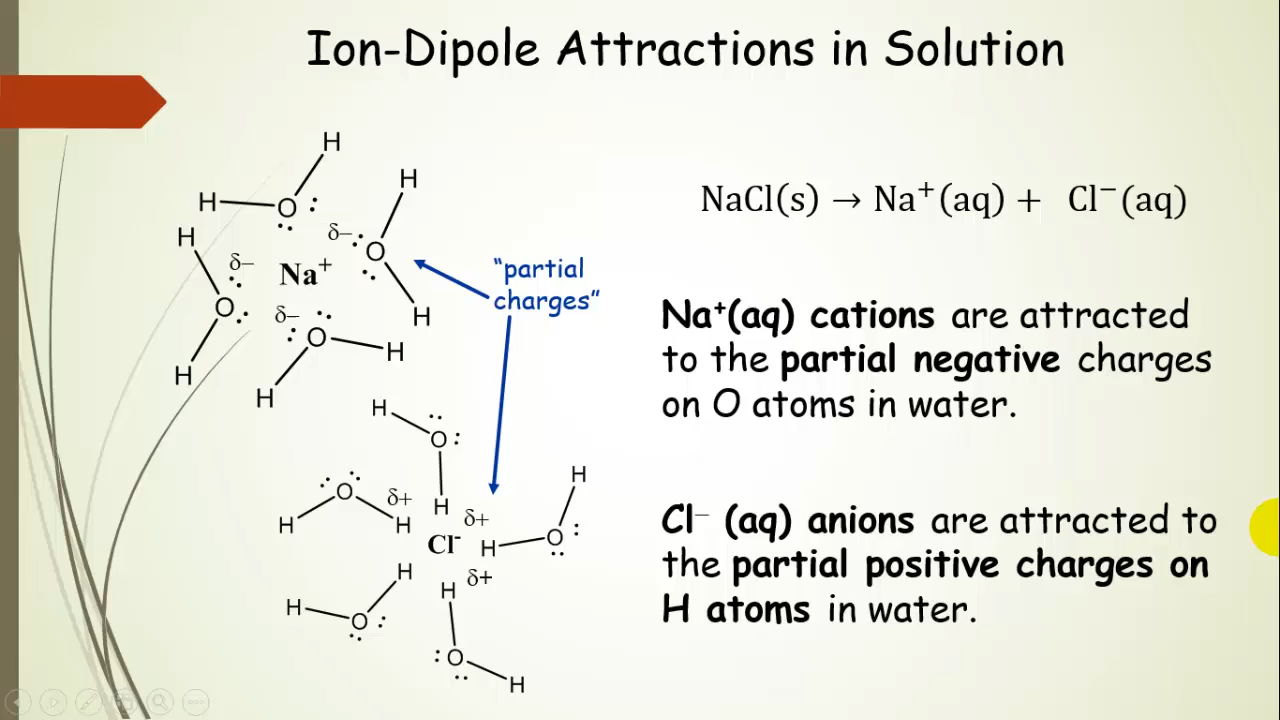 Ion-Dipole Attractions in Solution
H
H
H
O :
..
H
δ–
:
O
..
δ–
..
Na⁺
O
..
H
δ–
..
:
O
H
H
H
"partial
charges"
NaCl(s) → Na⁺(aq) + Cl⁻(aq)
Na⁺(aq) cations are attracted
to the partial negative charges
on O atoms in water.
H
..
O :
H
.. ..
O
H
H
δ+
H
δ+
Cl⁻
H
O
:
..
δ+
H
H
H
O :
..
: O
..
H
Cl⁻ (aq) anions are attracted to
the partial positive charges on
H atoms in water.